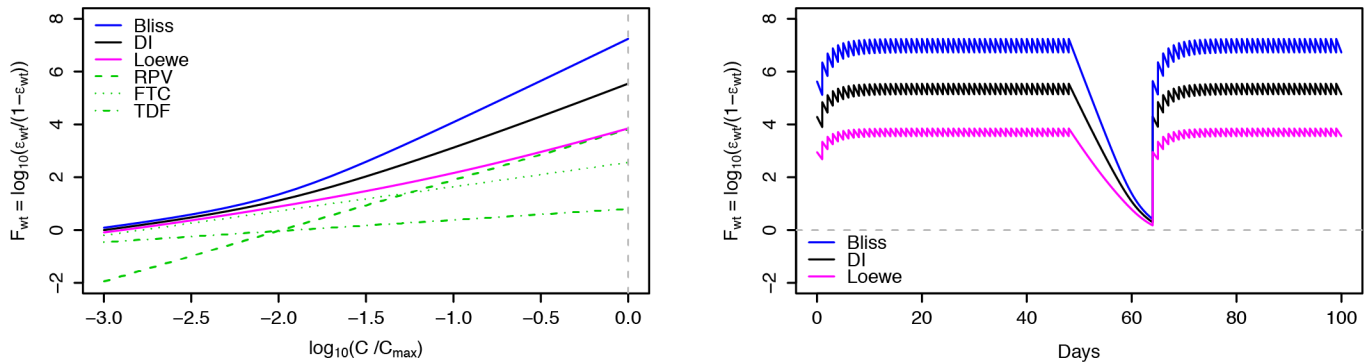 F_wt = log10(ε_wt/(1−ε_wt))
8
6
4
2
0
−2
Bliss
DI
Loewe
RPV
FTC
TDF
−3.0 −2.5 −2.0 −1.5 −1.0 −0.5 0.0
log10(C /C_max)
F_wt = log10(ε_wt/(1−ε_wt))
8
6
4
2
0
−2
Bliss
DI
Loewe
0 20 40 60 80 100
Days